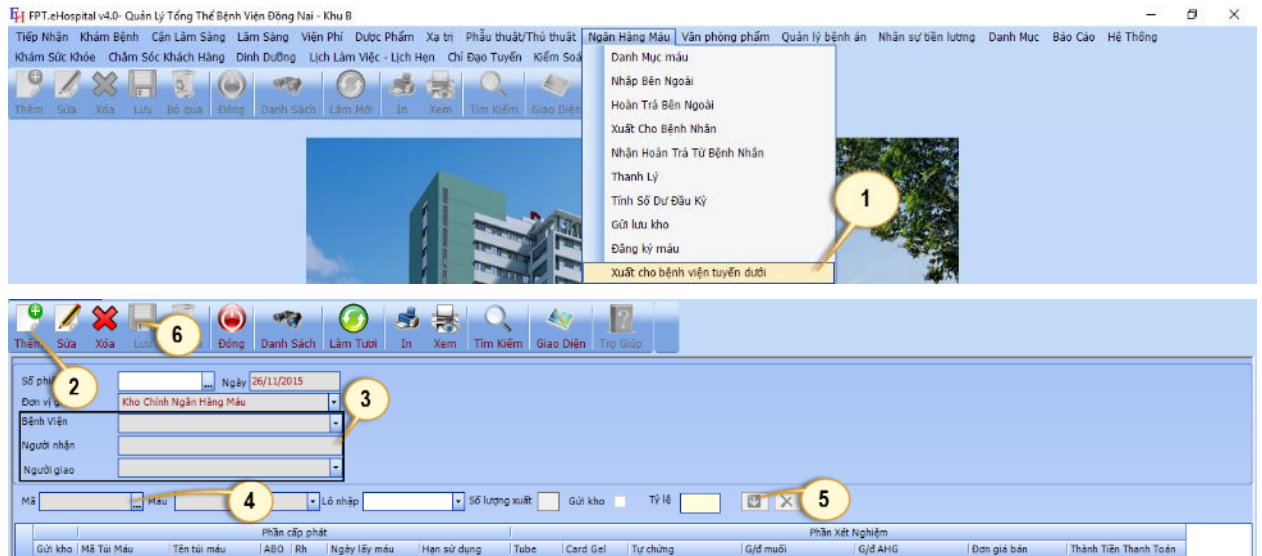 FPT.eHospital v4.0- Quản Lý Tổng Thể Bệnh Viện Đồng Nai - Khu B
Tiếp Nhận Khám Bệnh Cận Lâm Sàng Lâm Sàng Viện Phí Dược Phẩm Xạ trị Phẫu thuật/Thủ thuật Ngân Hàng Máu Văn phòng phẩm Quản lý bệnh án Nhân sự tiền lương Danh Mục Báo Cáo Hệ Thống
Khám Sức Khỏe Chăm Sóc Khách Hàng Dinh Dưỡng Lịch Làm Việc - Lịch Hẹn Chỉ Đạo Tuyến Kiểm Soá
Thêm Sửa Xóa Lưu Bỏ qua Đóng Danh Sách Làm Mới In Xem Tìm Kiếm Giao Diện
Danh Mục máu
Nhập Bên Ngoài
Hoàn Trả Bên Ngoài
Xuất Cho Bệnh Nhân
Nhận Hoàn Trả Từ Bệnh Nhân
Thanh Lý
Tính Số Dư Đầu Kỳ
Gửi lưu kho
Đăng ký máu
Xuất cho bệnh viện tuyến dưới
1
Thêm Sửa Xóa Lưu Đóng Danh Sách Làm Tươi In Xem Tìm Kiếm Giao Diện Trợ Giúp
6
2
Số ... Ngày 26/11/2015
Đơn vị Kho Chính Ngân Hàng Máu
3
Bệnh Viện
Người nhận
Người giao
Mã ... Máu 4 Lô nhập Số lượng xuất Gửi kho Tỷ lệ 5
Phần cấp phát Phần Xét Nghiệm
Gửi kho Mã Túi Máu Tên túi máu ABO Rh Ngày lấy máu Hạn sử dụng Tube Card Gel Tự chứng G/đ muối G/đ AHG Đơn giá bán Thành Tiền Thanh Toán